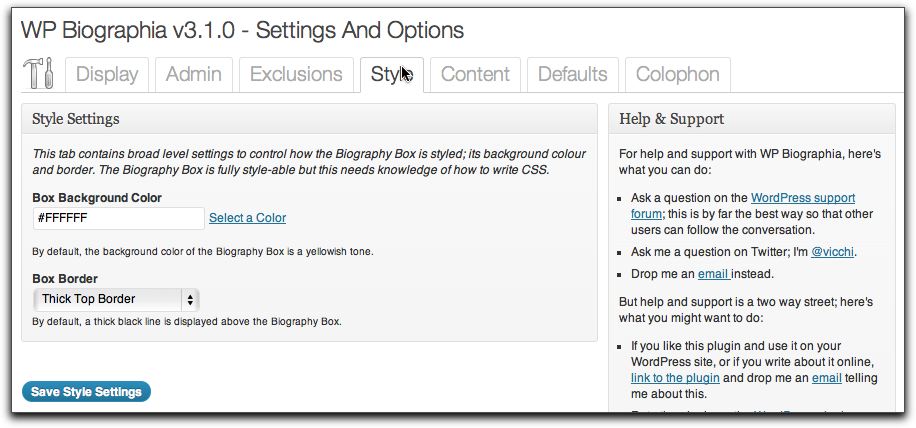 WP Biographia v3.1.0 - Settings And Options
Display
Admin
Exclusions
Style
Content
Defaults
Colophon
Style Settings
This tab contains broad level settings to control how the Biography Box is styled; its background colour
and border. The Biography Box is fully style-able but this needs knowledge of how to write CSS.
Box Background Color
#FFFFFF
Select a Color
By default, the background color of the Biography Box is a yellowish tone.
Box Border
Thick Top Border
By default, a thick black line is displayed above the Biography Box.
Save Style Settings
Help & Support
For help and support with WP Biographia, here's
what you can do:
Ask a question on the WordPress support
forum; this is by far the best way so that other
users can follow the conversation.
Ask me a question on Twitter; I'm @vicchi.
Drop me an email instead.
But help and support is a two way street; here's
what you might want to do:
If you like this plugin and use it on your
WordPress site, or if you write about it online,
link to the plugin and drop me an email telling
me about this.